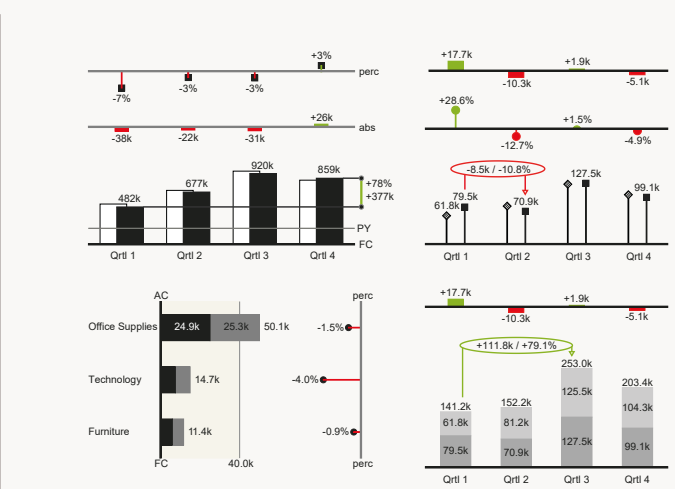 +3%
perc
-7%
-3%
-3%
+26k
abs
-38k
-22k
-31k
482k
677k
920k
859k
+78%
+377k
PY
FC
Qrtl 1
Qrtl 2
Qrtl 3
Qrtl 4
+17.7k
+1.9k
-10.3k
-5.1k
+28.6%
+1.5%
-12.7%
-4.9%
-8.5k / -10.8%
61.8k
79.5k
70.9k
127.5k
99.1k
Qrtl 1
Qrtl 2
Qrtl 3
Qrtl 4
AC
perc
Office Supplies
24.9k
25.3k
50.1k
-1.5%
Technology
14.7k
-4.0%
Furniture
11.4k
-0.9%
FC
40.0k
perc
+17.7k
+1.9k
-10.3k
-5.1k
+111.8k / +79.1%
141.2k
152.2k
253.0k
203.4k
61.8k
81.2k
125.5k
104.3k
79.5k
70.9k
127.5k
99.1k
Qrtl 1
Qrtl 2
Qrtl 3
Qrtl 4